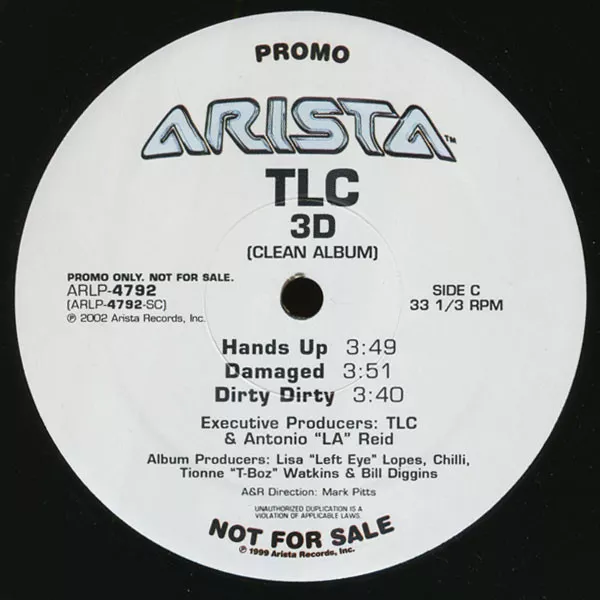 PROMO
ARISTA™
TLC
3D
(CLEAN ALBUM)
PROMO ONLY. NOT FOR SALE.
ARLP-4792
(ARLP-4792-SC)
℗ 2002 Arista Records, Inc.
SIDE C
33 1/3 RPM
Hands Up 3:49
Damaged 3:51
Dirty Dirty 3:40
Executive Producers: TLC
& Antonio "LA" Reid
Album Producers: Lisa "Left Eye" Lopes, Chilli,
Tionne "T-Boz" Watkins & Bill Diggins
A&R Direction: Mark Pitts
UNAUTHORIZED DUPLICATION IS A
VIOLATION OF APPLICABLE LAWS.
NOT FOR SALE
℗ 1999 Arista Records, Inc.